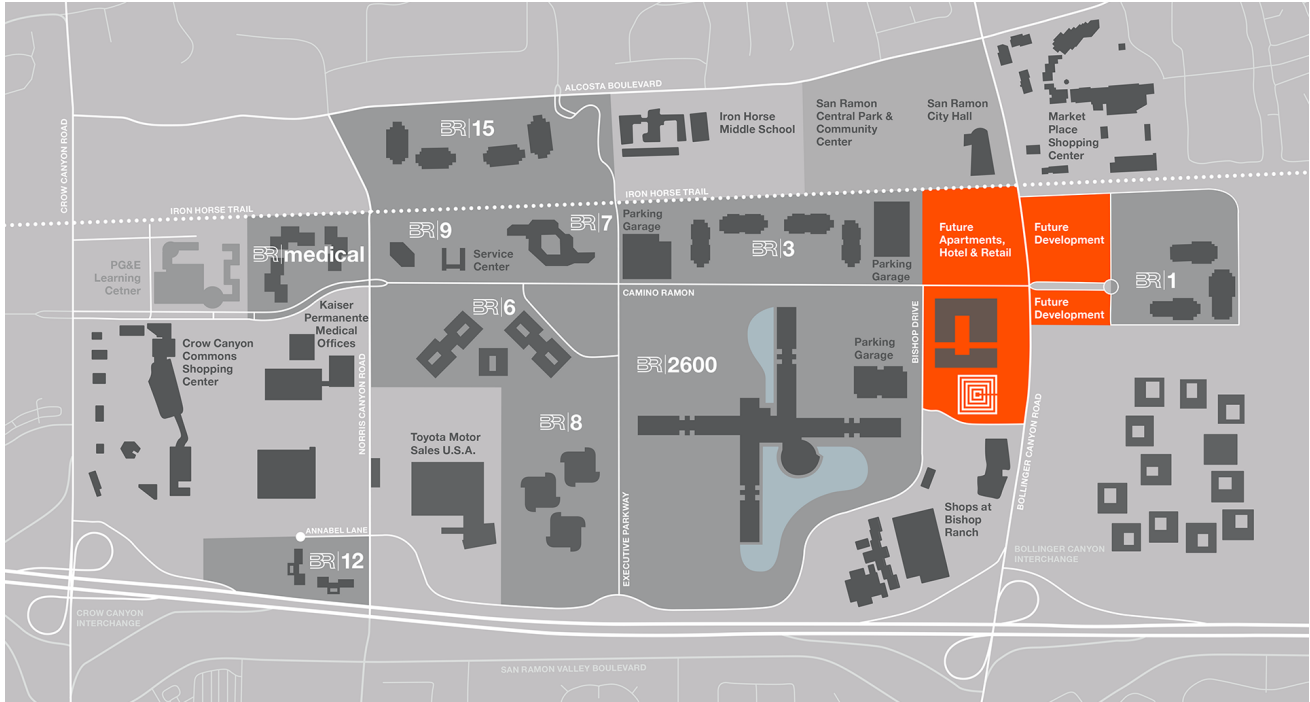 ALCOSTA BOULEVARD
CROW CANYON ROAD
BR|15
Iron Horse
Middle School
San Ramon
Central Park &
Community
Center
San Ramon
City Hall
Market
Place
Shopping
Center
IRON HORSE TRAIL
IRON HORSE TRAIL
PG&E
Learning
Cetner
BR|medical
BR|9
Service
Center
BR|7
Parking
Garage
BR|3
Parking
Garage
Future
Apartments,
Hotel & Retail
Future
Development
Future
Development
BR|1
CAMINO RAMON
Kaiser
Permanente
Medical
Offices
BR|6
Crow Canyon
Commons
Shopping
Center
NORRIS CANYON ROAD
BR|2600
Parking
Garage
BISHOP DRIVE
BOLLINGER CANYON ROAD
Toyota Motor
Sales U.S.A.
BR|8
EXECUTIVE PARKWAY
Shops at
Bishop
Ranch
ANNABEL LANE
BR|12
BOLLINGER CANYON
INTERCHANGE
CROW CANYON
INTERCHANGE
SAN RAMON VALLEY BOULEVARD